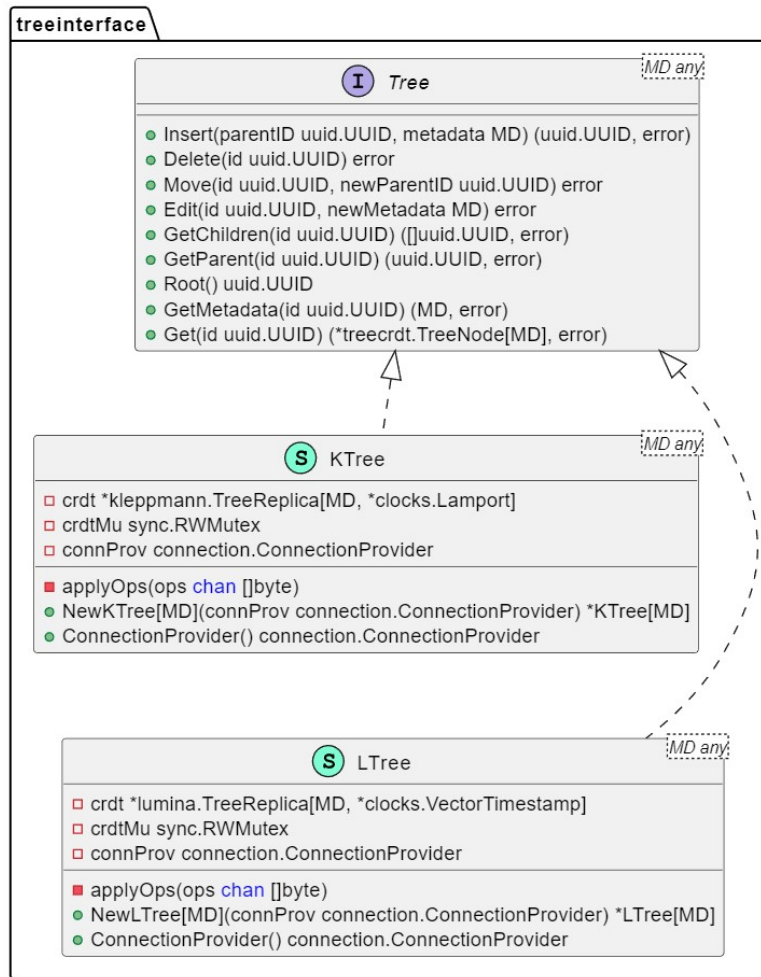 treeinterface
MD any
I Tree
Insert(parentID uuid.UUID, metadata MD) (uuid.UUID, error)
Delete(id uuid.UUID) error
Move(id uuid.UUID, newParentID uuid.UUID) error
Edit(id uuid.UUID, newMetadata MD) error
GetChildren(id uuid.UUID) ([]uuid.UUID, error)
GetParent(id uuid.UUID) (uuid.UUID, error)
Root() uuid.UUID
GetMetadata(id uuid.UUID) (MD, error)
Get(id uuid.UUID) (*treecrdt.TreeNode[MD], error)
MD any
S KTree
crdt *kleppmann.TreeReplica[MD, *clocks.Lamport]
crdtMu sync.RWMutex
connProv connection.ConnectionProvider
applyOps(ops chan []byte)
NewKTree[MD](connProv connection.ConnectionProvider) *KTree[MD]
ConnectionProvider() connection.ConnectionProvider
MD any
S LTree
crdt *lumina.TreeReplica[MD, *clocks.VectorTimestamp]
crdtMu sync.RWMutex
connProv connection.ConnectionProvider
applyOps(ops chan []byte)
NewLTree[MD](connProv connection.ConnectionProvider) *LTree[MD]
ConnectionProvider() connection.ConnectionProvider